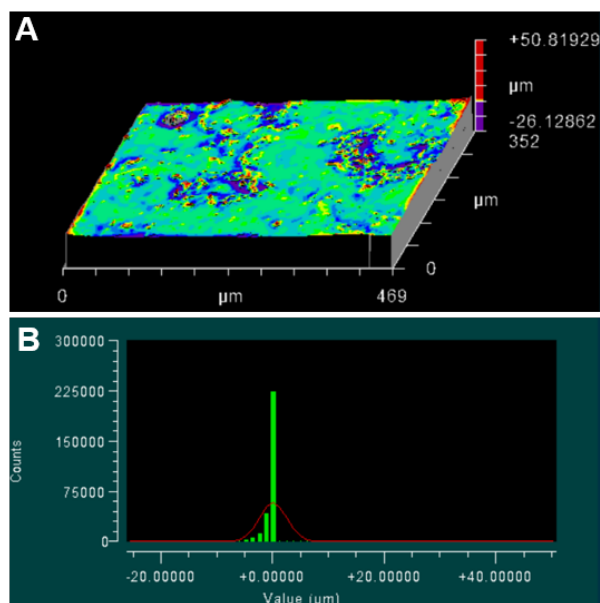 A
+50.81929
µm
-26.12862
352
µm
0
0
µm
469
B
300000
225000
150000
75000
0
Counts
-20.00000
+0.00000
+20.00000
+40.00000
Value (µm)